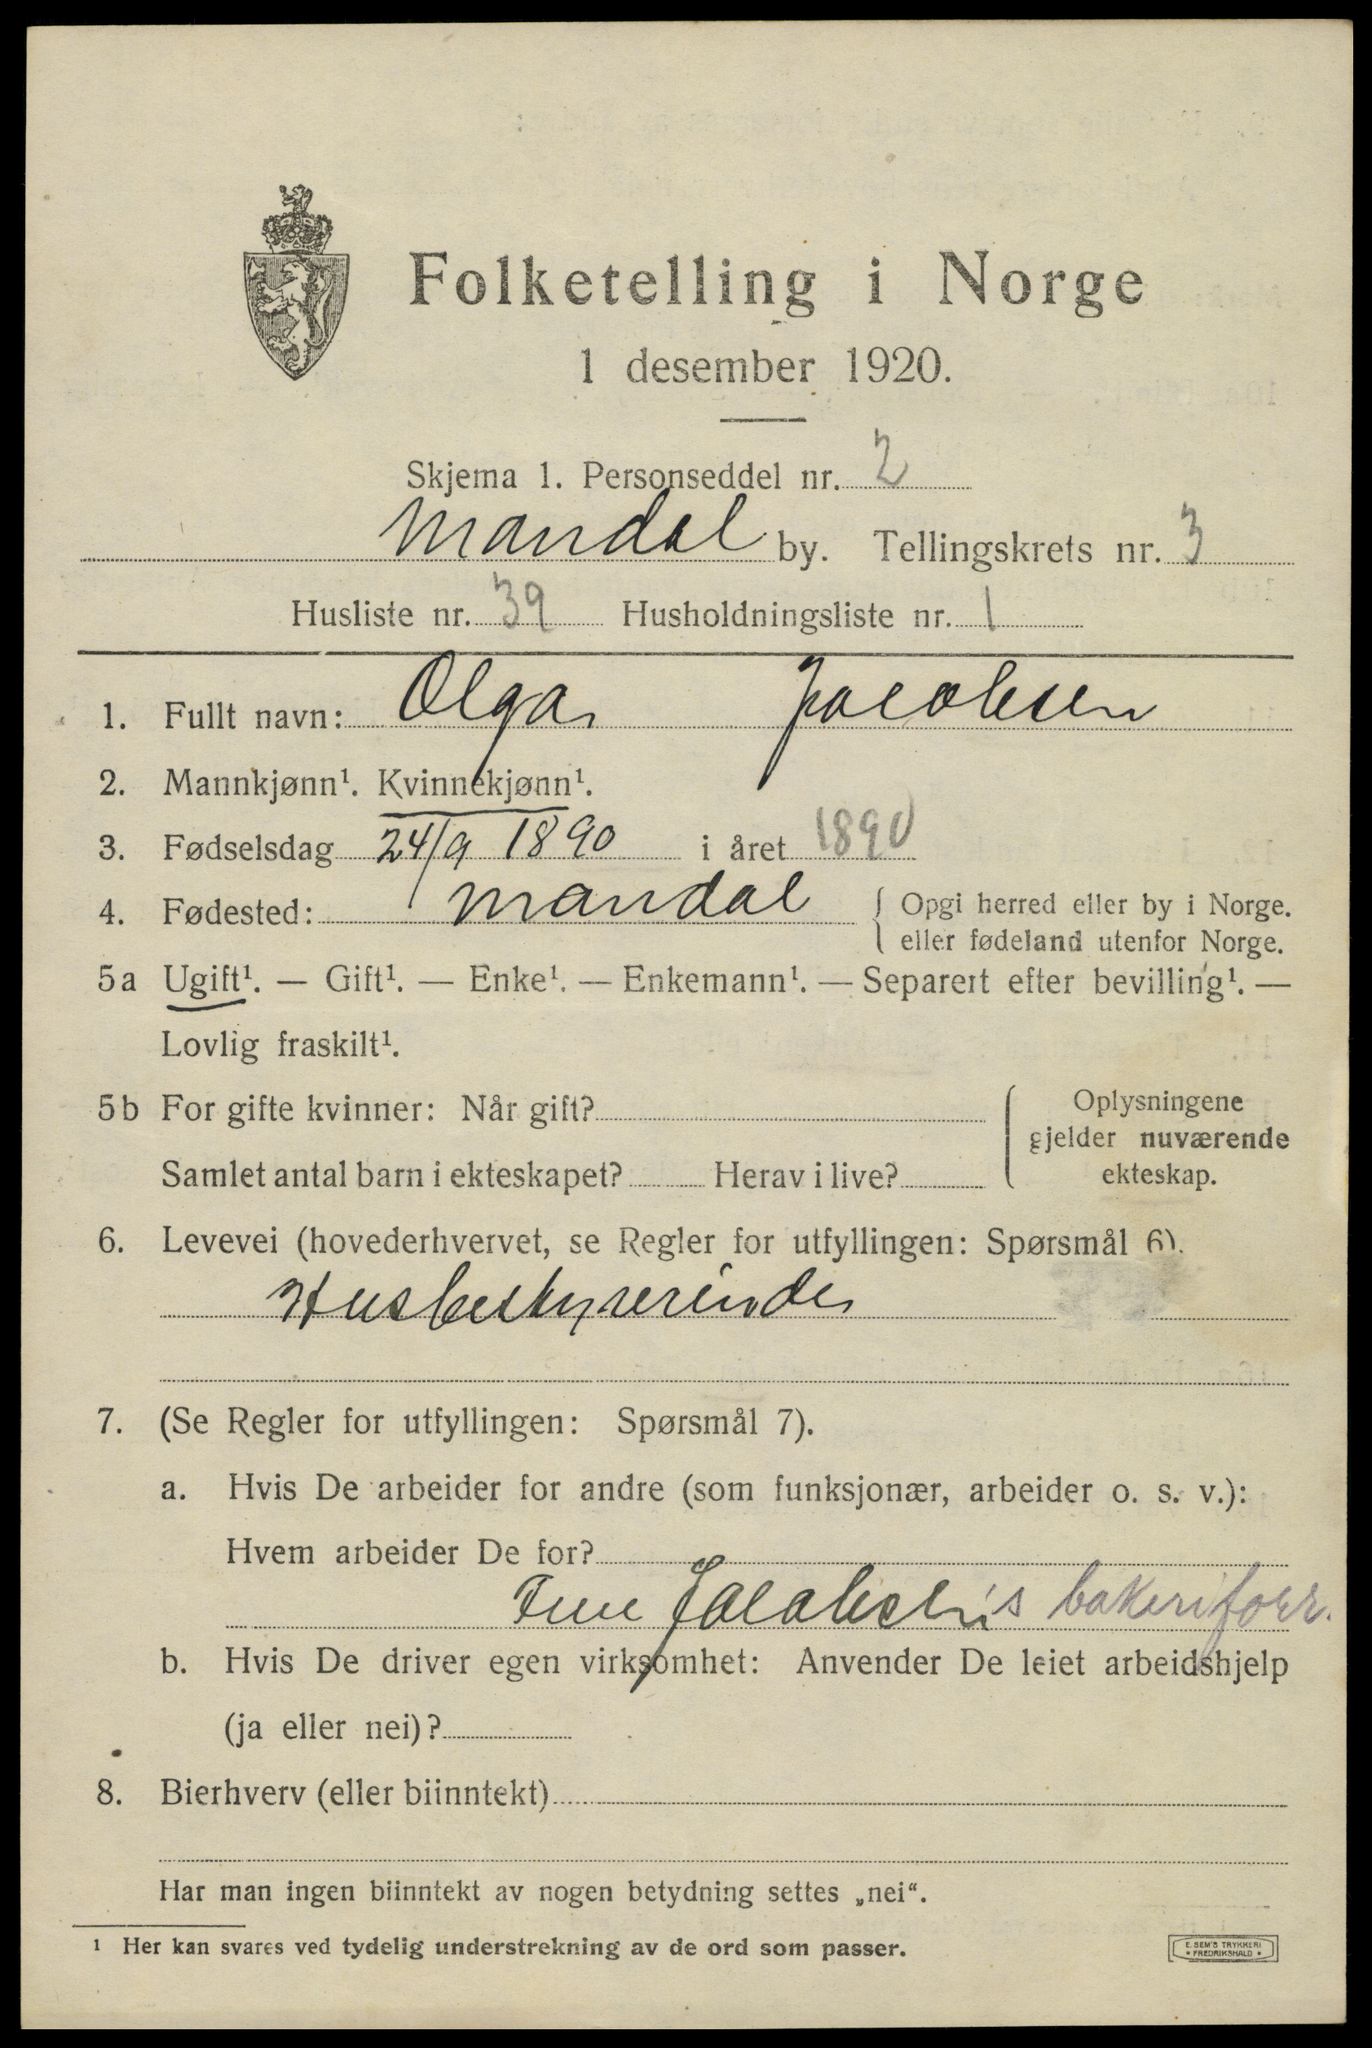 Folketelling i Norge
1 desember 1920.
Skjema 1. Personseddel nr. 2
Mandal by. Tellingskrets nr. 3
Husliste nr. 39 Husholdningsliste nr. 1
1. Fullt navn: Olga Jacobsen
2. Mannkjønn¹. Kvinnekjønn¹.
3. Fødselsdag 24/9 1890 i året 1890
4. Fødested: Mandal { Opgi herred eller by i Norge.
eller fødeland utenfor Norge.
5a Ugift¹. — Gift¹. — Enke¹. — Enkemann¹. — Separert efter bevilling¹. —
Lovlig fraskilt¹.
5b For gifte kvinner: Når gift? { Oplysningene
gjelder nuværende
Samlet antal barn i ekteskapet? Herav i live? ekteskap.
6. Levevei (hovederhvervet, se Regler for utfyllingen: Spørsmål 6).
Husbestyrerinde
7. (Se Regler for utfyllingen: Spørsmål 7).
a. Hvis De arbeider for andre (som funksjonær, arbeider o. s. v.):
Hvem arbeider De for?
Jacobsen's bakeriforr.
b. Hvis De driver egen virksomhet: Anvender De leiet arbeidshjelp
(ja eller nei)?
8. Bierhverv (eller biinntekt)
Har man ingen biinntekt av nogen betydning settes „nei“.
¹ Her kan svares ved tydelig understrekning av de ord som passer.
E. SEM'S TRYKKERI
* FREDRIKSHALD *